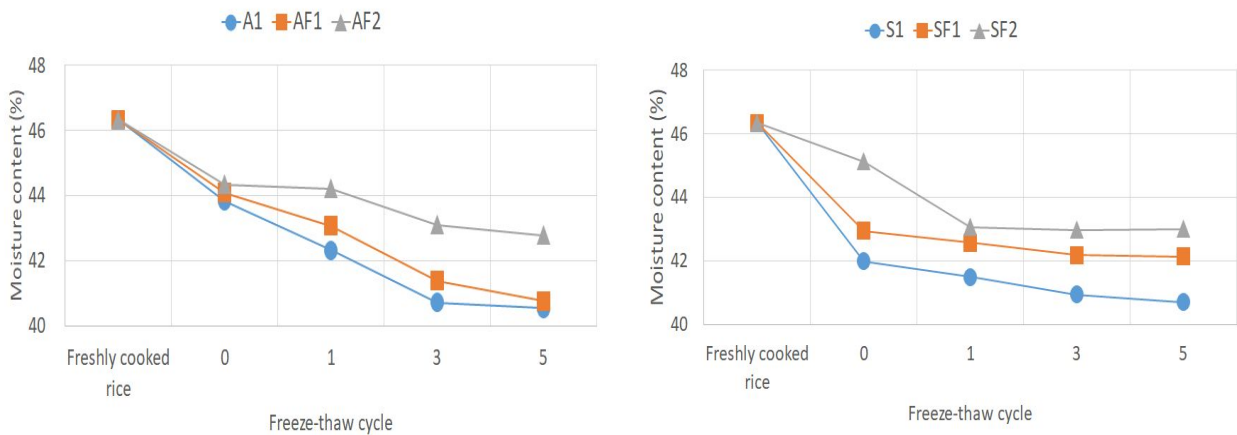 A1 AF1 AF2
Moisture content (%)
48
46
44
42
40
Freshly cooked rice 0 1 3 5
Freeze-thaw cycle
S1 SF1 SF2
Moisture content (%)
48
46
44
42
40
Freshly cooked rice 0 1 3 5
Freeze-thaw cycle